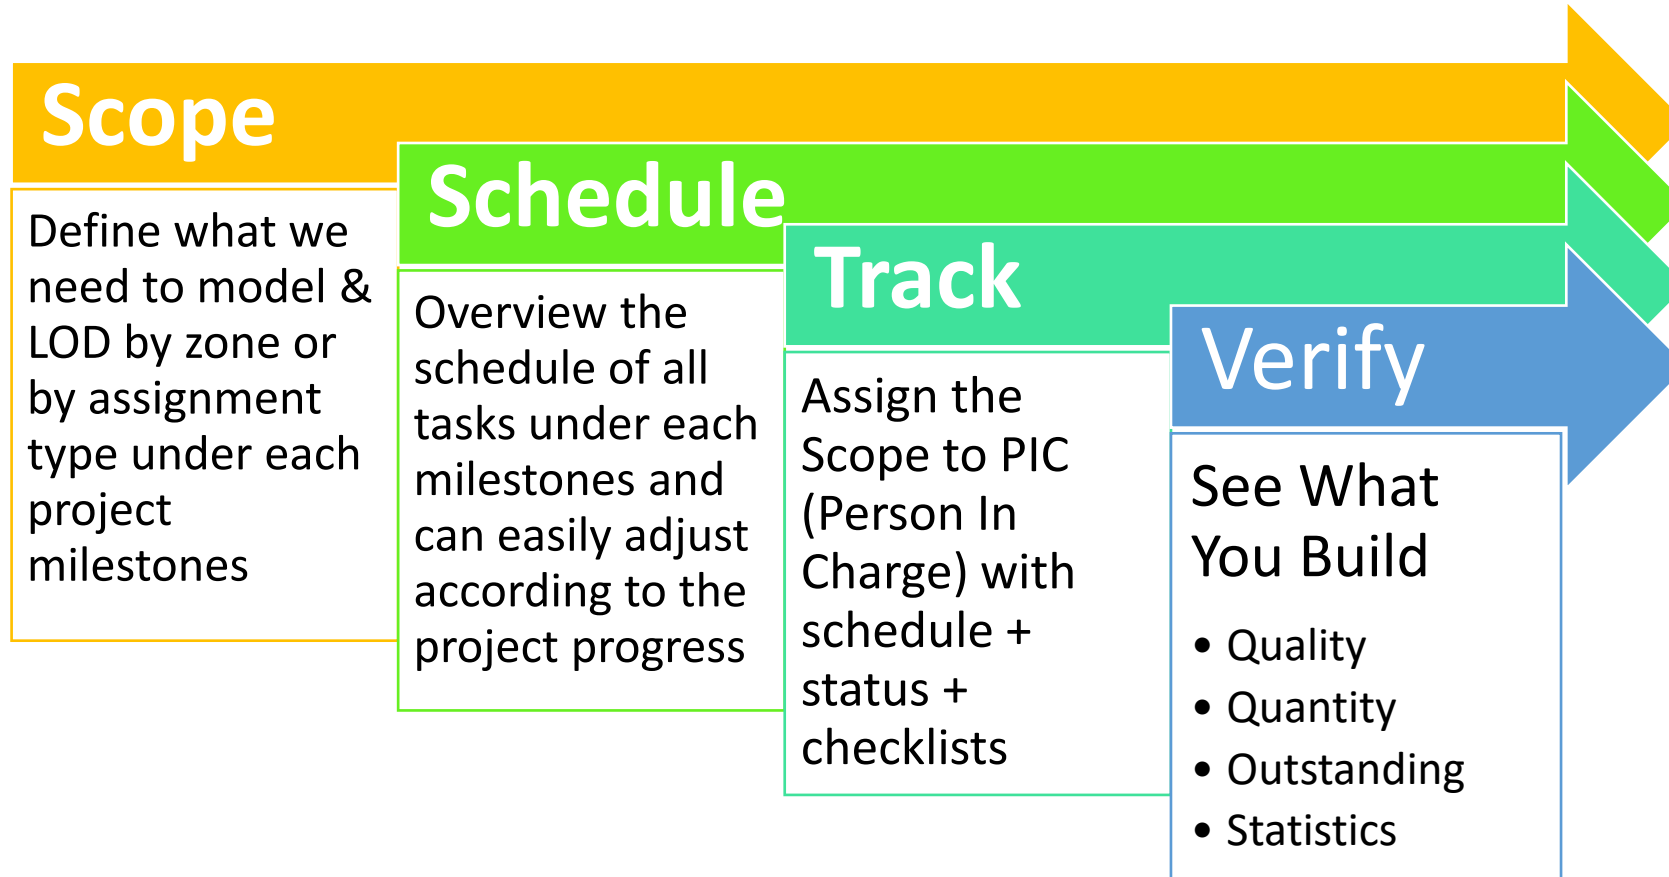 Scope
Define what we
need to model &
LOD by zone or
by assignment
type under each
project
milestones
Schedule
Overview the
schedule of all
tasks under each
milestones and
can easily adjust
according to the
project progress
Track
Assign the
Scope to PIC
(Person In
Charge) with
schedule +
status +
checklists
Verify
See What
You Build
• Quality
• Quantity
• Outstanding
• Statistics